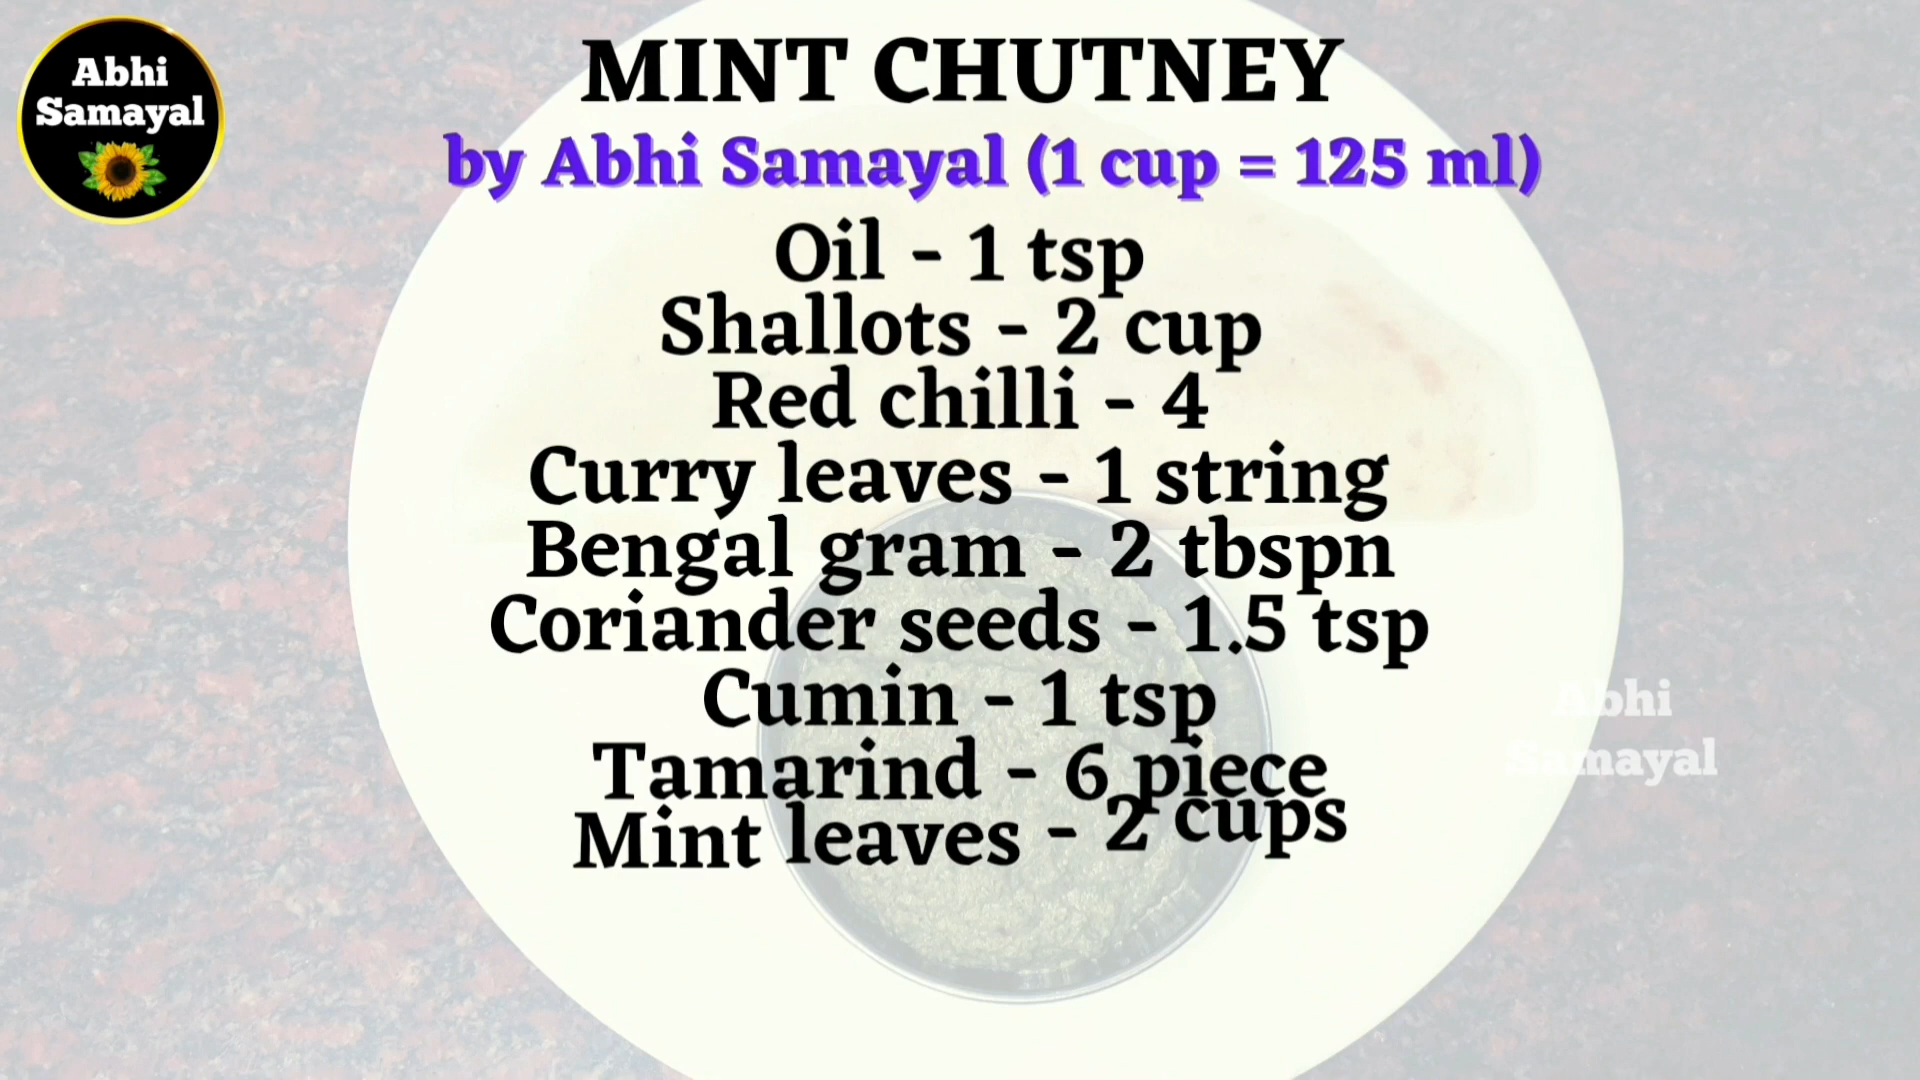 Abhi
Samayal
MINT CHUTNEY
by Abhi Samayal (1 cup = 125 ml)
Oil - 1 tsp
Shallots - 2 cup
Red chilli - 4
Curry leaves - 1 string
Bengal gram - 2 tbspn
Coriander seeds - 1.5 tsp
Cumin - 1 tsp
Tamarind - 6 piece
Mint leaves - 2 cups
Abhi
Samayal